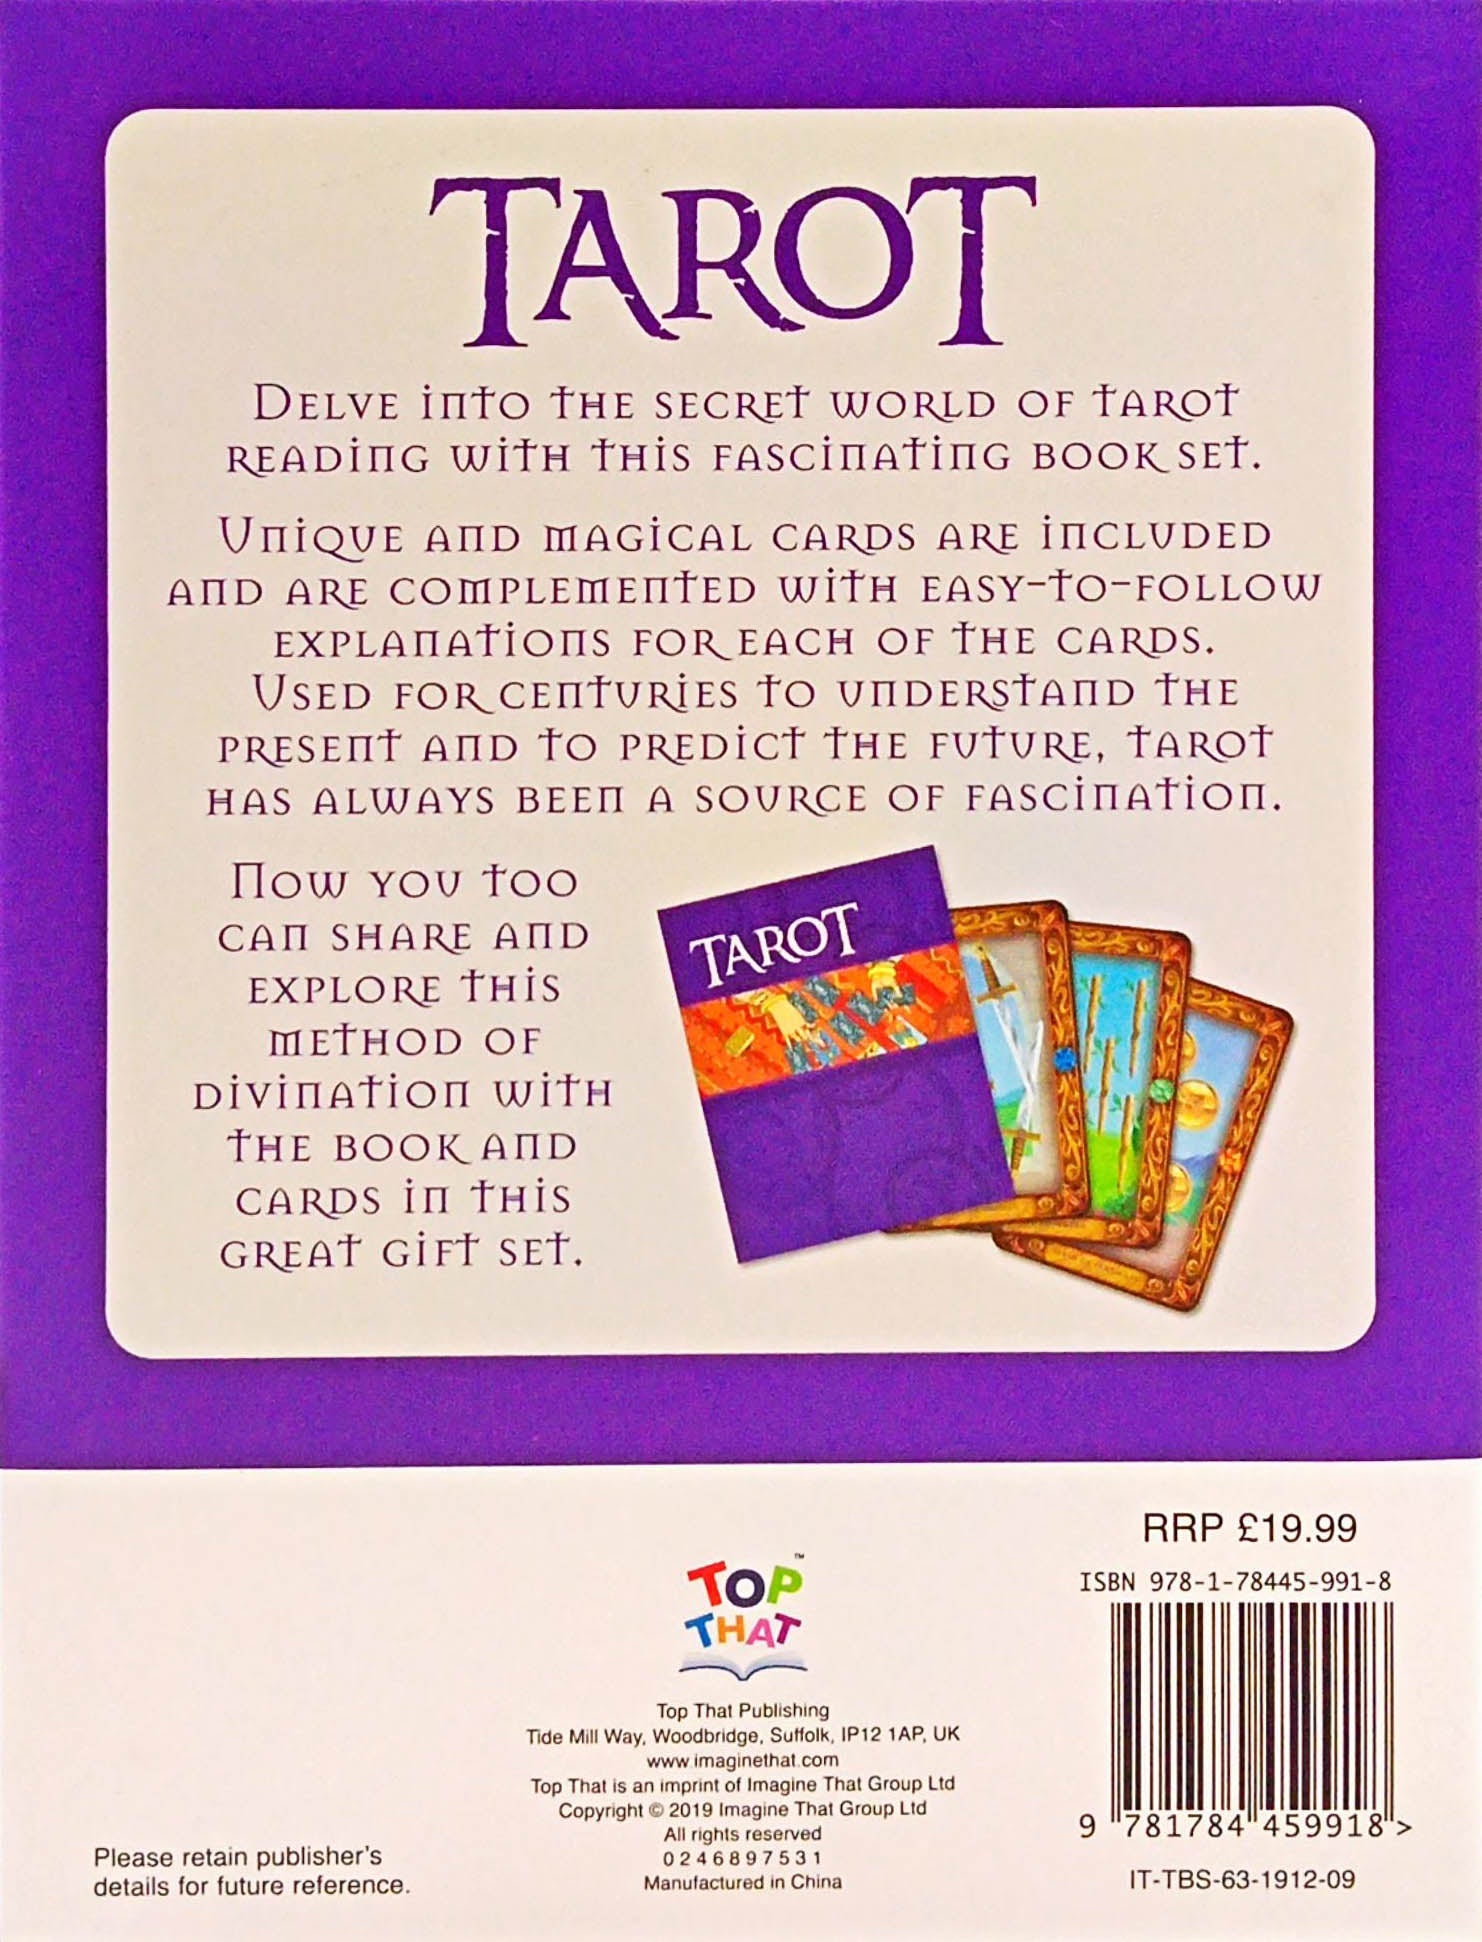 TAROT
DELVE INTO THE SECRET WORLD OF TAROT
READING WITH THIS FASCINATING BOOK SET.
UNIQUE AND MAGICAL CARDS ARE INCLUDED
AND ARE COMPLEMENTED WITH EASY-TO-FOLLOW
EXPLANATIONS FOR EACH OF THE CARDS.
USED FOR CENTURIES TO UNDERSTAND THE
PRESENT AND TO PREDICT THE FUTURE, TAROT
HAS ALWAYS BEEN A SOURCE OF FASCINATION.
NOW YOU TOO
CAN SHARE AND
EXPLORE THIS
METHOD OF
DIVINATION WITH
THE BOOK AND
CARDS IN THIS
GREAT GIFT SET.
TAROT
RRP £19.99
ISBN 978-1-78445-991-8
9 781784 459918 >
IT-TBS-63-1912-09
TOP™
THAT
Top That Publishing
Tide Mill Way, Woodbridge, Suffolk, IP12 1AP, UK
www.imaginethat.com
Top That is an imprint of Imagine That Group Ltd
Copyright © 2019 Imagine That Group Ltd
All rights reserved
0 2 4 6 8 9 7 5 3 1
Manufactured in China
Please retain publisher's
details for future reference.